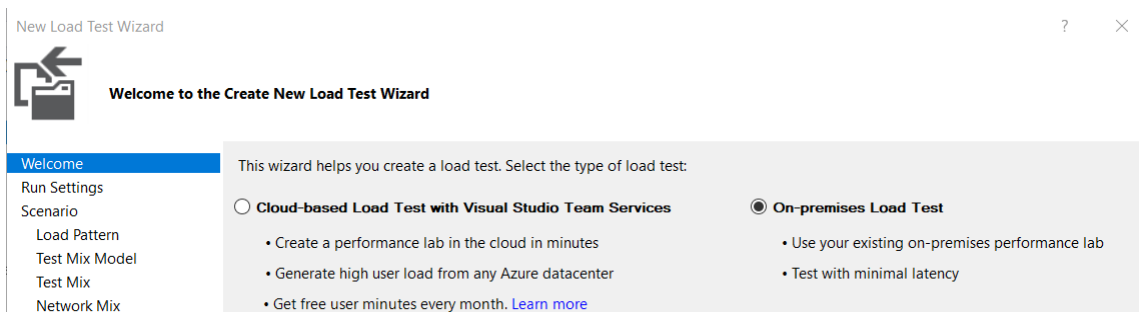 New Load Test Wizard
?
Welcome to the Create New Load Test Wizard
Welcome
Run Settings
Scenario
Load Pattern
Test Mix Model
Test Mix
Network Mix
This wizard helps you create a load test. Select the type of load test:
Cloud-based Load Test with Visual Studio Team Services
• Create a performance lab in the cloud in minutes
• Generate high user load from any Azure datacenter
• Get free user minutes every month. Learn more
On-premises Load Test
• Use your existing on-premises performance lab
• Test with minimal latency